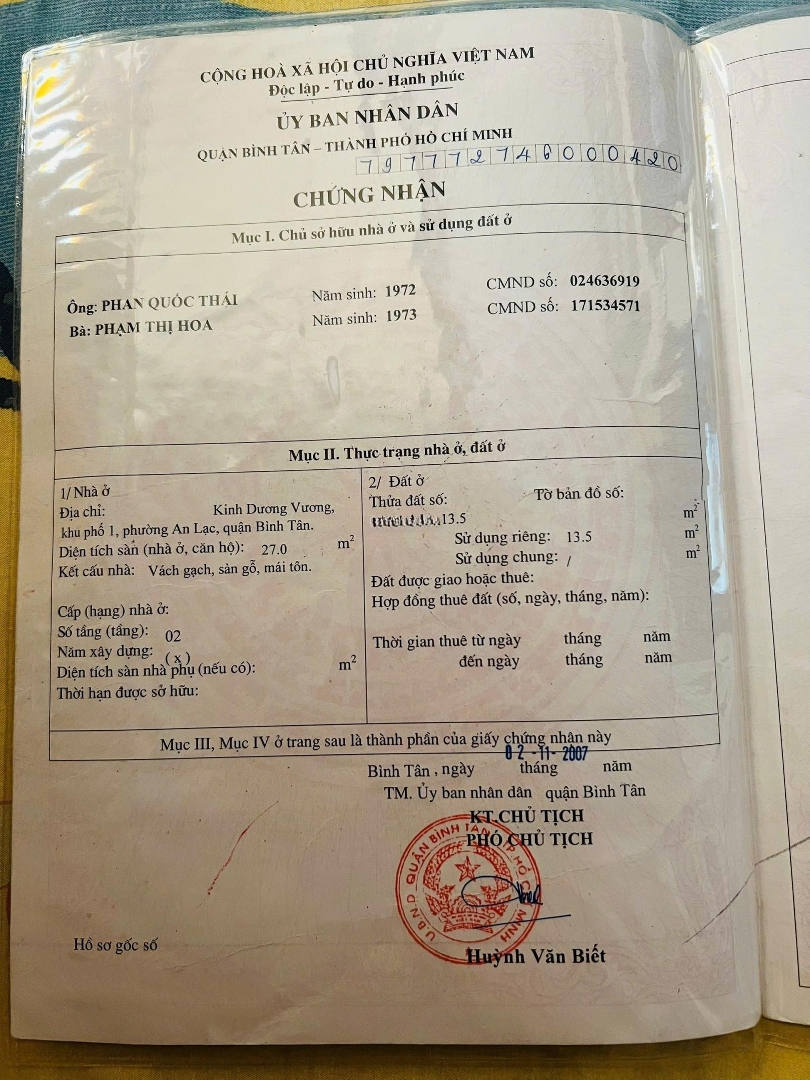 CỘNG HOÀ XÃ HỘI CHỦ NGHĨA VIỆT NAM
Độc lập - Tự do - Hạnh phúc
ỦY BAN NHÂN DÂN
QUẬN BÌNH TÂN – THÀNH PHỐ HỒ CHÍ MINH
797772746000420
CHỨNG NHẬN
Mục I. Chủ sở hữu nhà ở và sử dụng đất ở
Ông: PHAN QUỐC THÁI Năm sinh: 1972 CMND số: 024636919
Bà: PHẠM THỊ HOA Năm sinh: 1973 CMND số: 171534571
Mục II. Thực trạng nhà ở, đất ở
1/ Nhà ở
Địa chỉ: Kinh Dương Vương,
khu phố 1, phường An Lạc, quận Bình Tân.
Diện tích sàn (nhà ở, căn hộ): 27.0 m²
Kết cấu nhà: Vách gạch, sàn gỗ, mái tôn.
Cấp (hạng) nhà ở:
Số tầng (tầng): 02
Năm xây dựng: (x)
Diện tích sàn nhà phụ (nếu có): m²
Thời hạn được sở hữu:
2/ Đất ở
Thửa đất số: Tờ bản đồ số:
13.5 m²
Sử dụng riêng: 13.5 m²
Sử dụng chung: / m²
Đất được giao hoặc thuê:
Hợp đồng thuê đất (số, ngày, tháng, năm):
Thời gian thuê từ ngày tháng năm
đến ngày tháng năm
Mục III, Mục IV ở trang sau là thành phần của giấy chứng nhận này
02-11-2007
Bình Tân, ngày tháng năm
TM. Ủy ban nhân dân quận Bình Tân
KT.CHỦ TỊCH
PHÓ CHỦ TỊCH
U.B.N.D QUẬN BÌNH TÂN T.P HỒ CHÍ MINH
Huỳnh Văn Biết
Hồ sơ gốc số